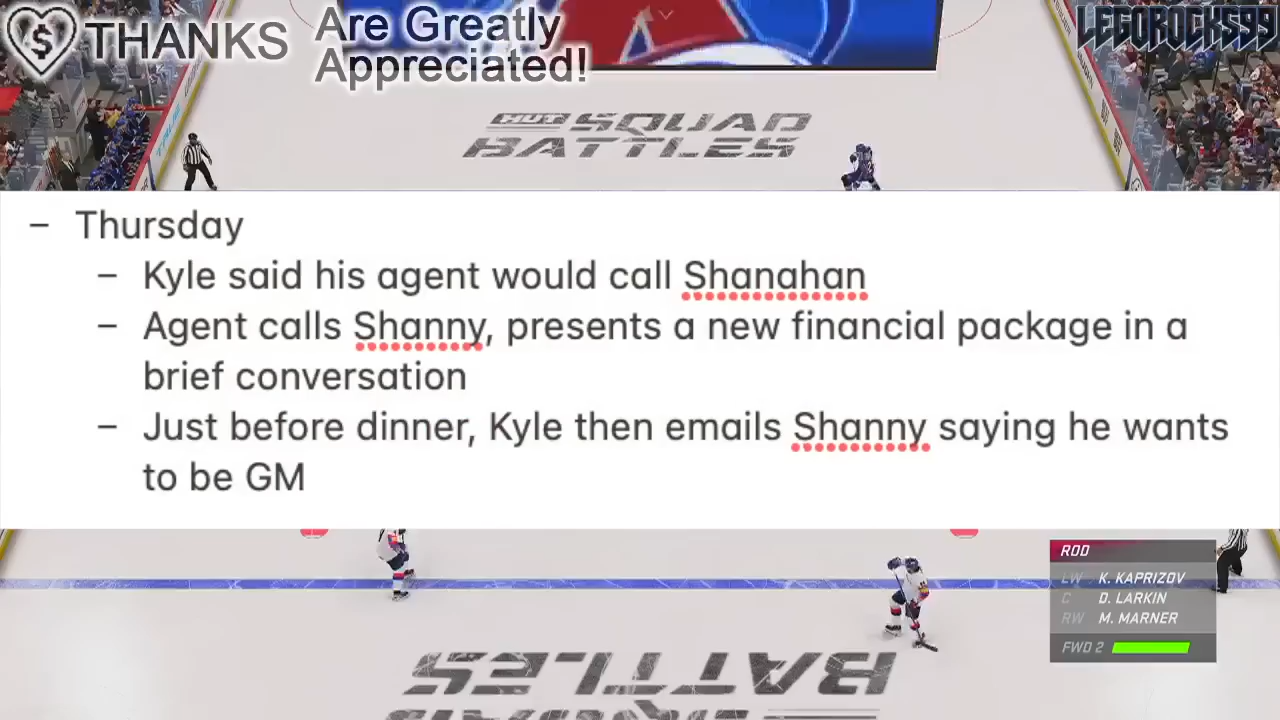 THANKS
Are Greatly
Appreciated!
LEGOROCKS99
HUT SQUAD
BATTLES
– Thursday
– Kyle said his agent would call Shanahan
– Agent calls Shanny, presents a new financial package in a
brief conversation
– Just before dinner, Kyle then emails Shanny saying he wants
to be GM
ROD
LW K. KAPRIZOV
C D. LARKIN
RW M. MARNER
FWD 2
BATTLES
SQUAD